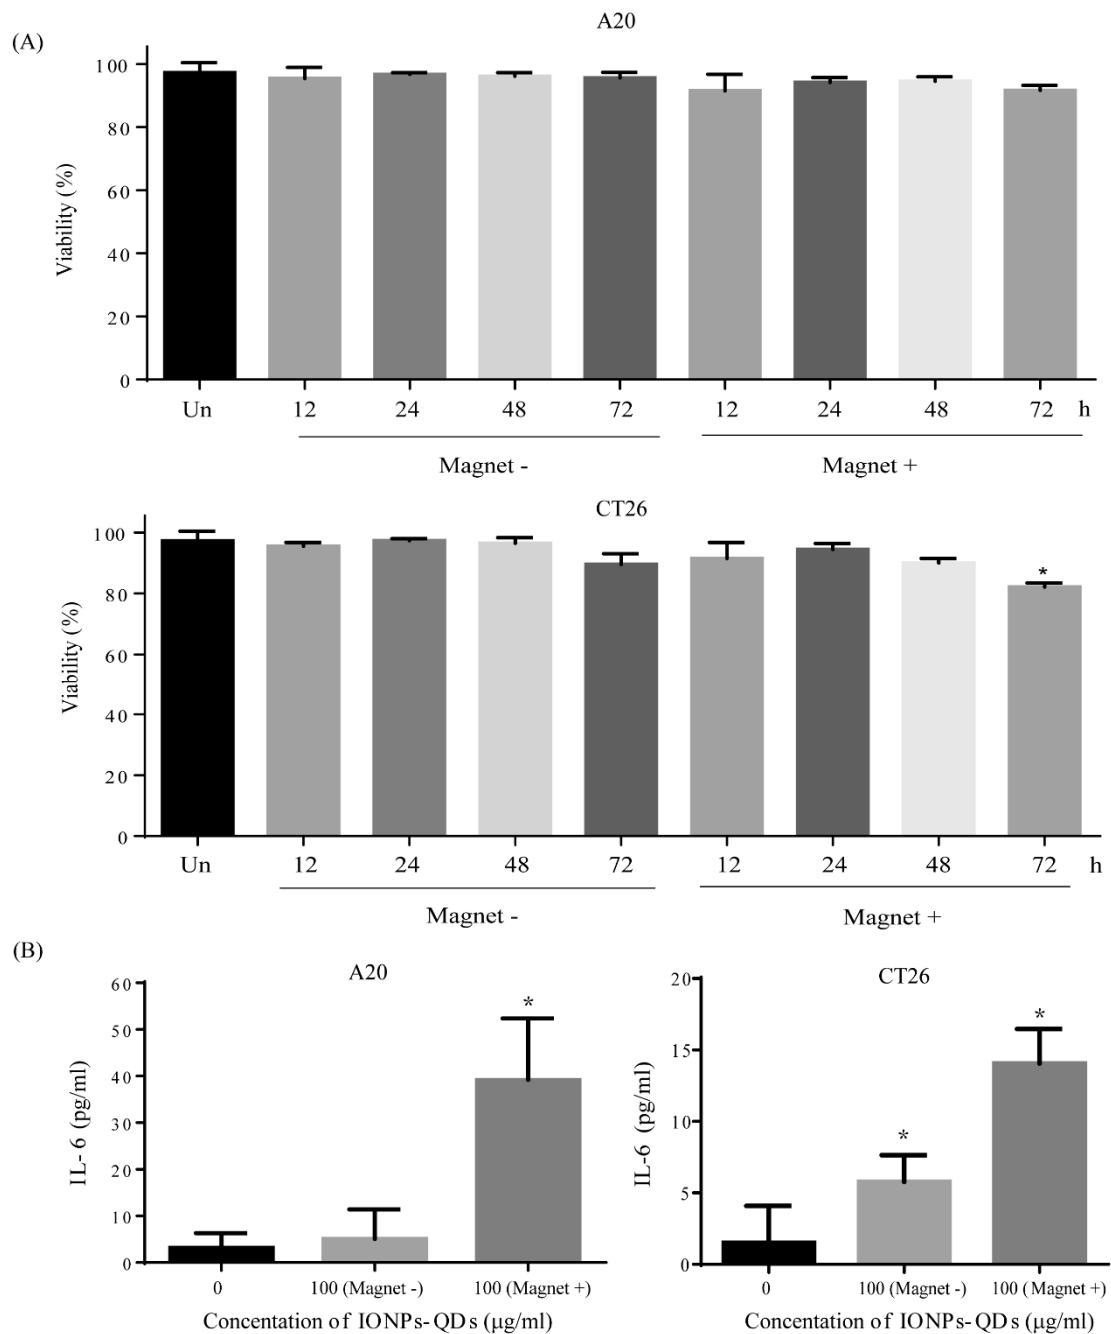 (A)
A20
Viability (%)
100
80
60
40
20
0
Un 12 24 48 72 12 24 48 72 h
Magnet - Magnet +
CT26
Viability (%)
100
80
60
40
20
0
*
Un 12 24 48 72 12 24 48 72 h
Magnet - Magnet +
(B)
A20
IL- 6 (pg/ml)
60
50
40
30
20
10
0
*
0 100 (Magnet -) 100 (Magnet +)
Concentation of IONPs-QDs (μg/ml)
CT26
IL-6 (pg/ml)
20
15
10
5
0
*
*
0 100 (Magnet -) 100 (Magnet +)
Concentation of IONPs-QDs (μg/ml)